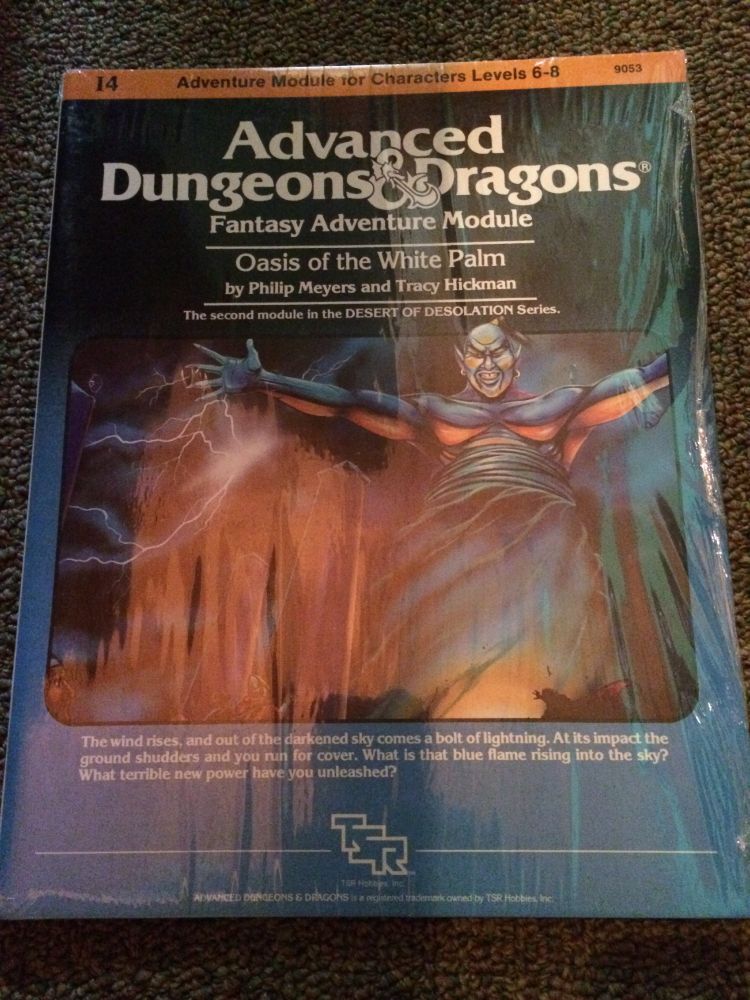 I4 Adventure Module for Characters Levels 6-8 9053
Advanced
Dungeons & Dragons®
Fantasy Adventure Module
Oasis of the White Palm
by Philip Meyers and Tracy Hickman
The second module in the DESERT OF DESOLATION Series.
The wind rises, and out of the darkened sky comes a bolt of lightning. At its impact the
ground shudders and you run for cover. What is that blue flame rising into the sky?
What terrible new power have you unleashed?
TSR™
TSR Hobbies, Inc.
ADVANCED DUNGEONS & DRAGONS is a registered trademark owned by TSR Hobbies, Inc.